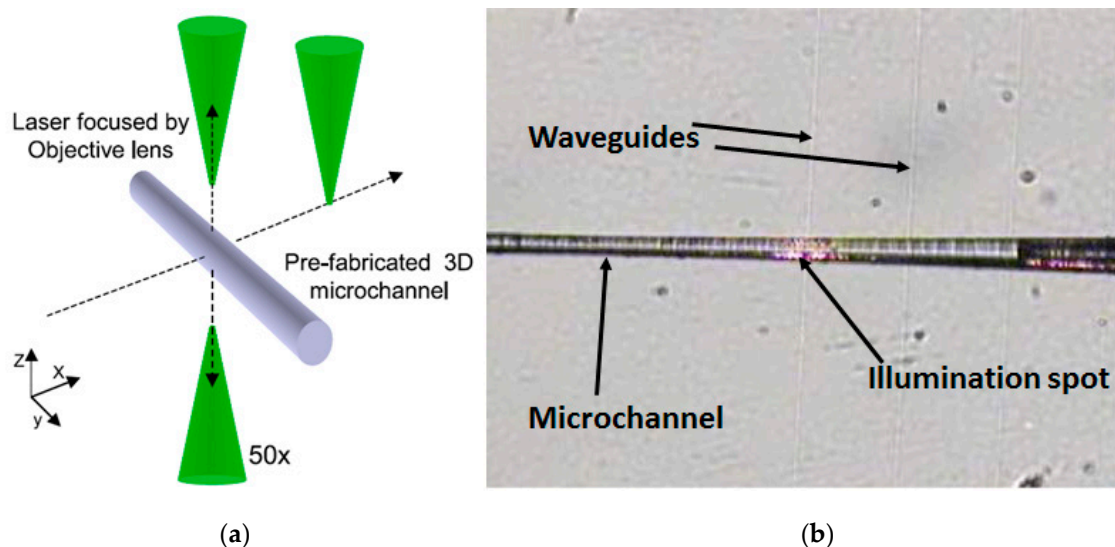 Laser focused by
Objective lens
Pre-fabricated 3D
microchannel
Z
x
y
50x
(a)
Waveguides
Illumination spot
Microchannel
(b)